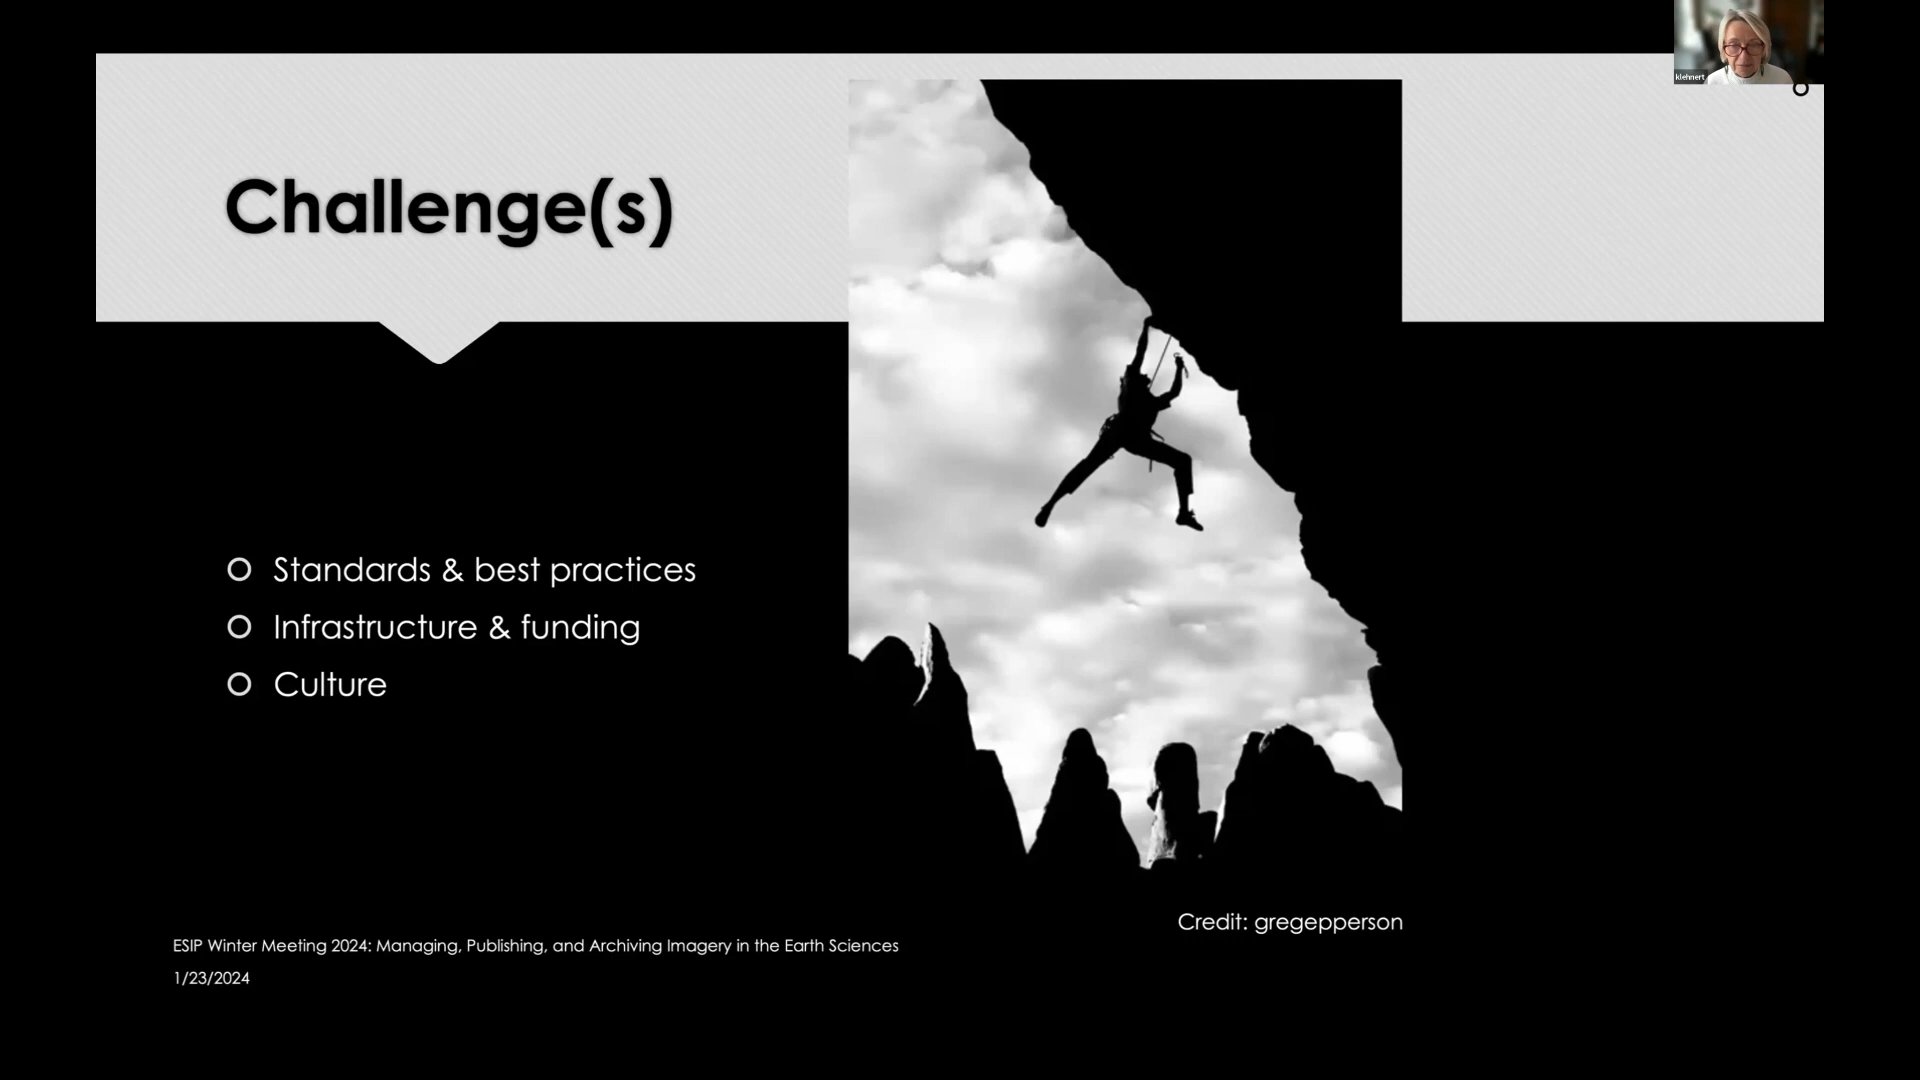 klehnert
Challenge(s)
Standards & best practices
Infrastructure & funding
Culture
Credit: gregepperson
ESIP Winter Meeting 2024: Managing, Publishing, and Archiving Imagery in the Earth Sciences
1/23/2024